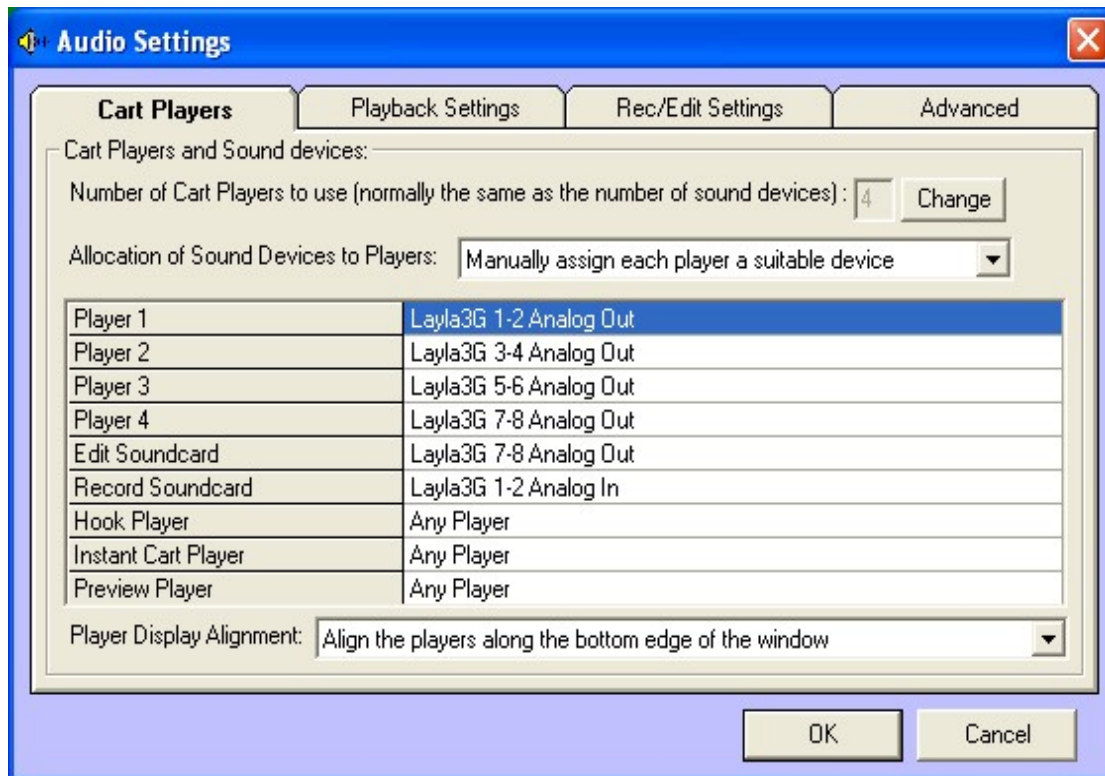 Audio Settings
Cart Players Playback Settings Rec/Edit Settings Advanced
Cart Players and Sound devices:
Number of Cart Players to use (normally the same as the number of sound devices) : 4 Change
Allocation of Sound Devices to Players: Manually assign each player a suitable device
Player 1 Layla3G 1-2 Analog Out
Player 2 Layla3G 3-4 Analog Out
Player 3 Layla3G 5-6 Analog Out
Player 4 Layla3G 7-8 Analog Out
Edit Soundcard Layla3G 7-8 Analog Out
Record Soundcard Layla3G 1-2 Analog In
Hook Player Any Player
Instant Cart Player Any Player
Preview Player Any Player
Player Display Alignment: Align the players along the bottom edge of the window
OK Cancel